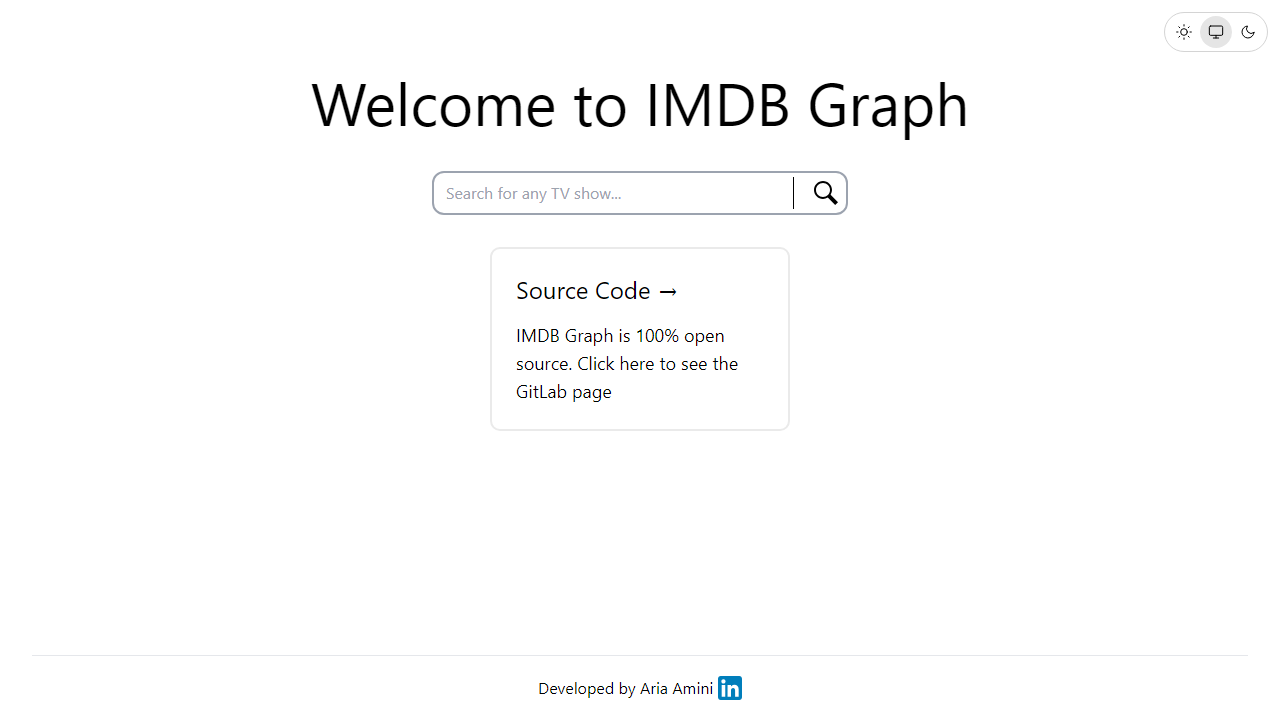 Welcome to IMDB Graph
Search for any TV show...
Source Code →
IMDB Graph is 100% open
source. Click here to see the
GitLab page
Developed by Aria Amini in